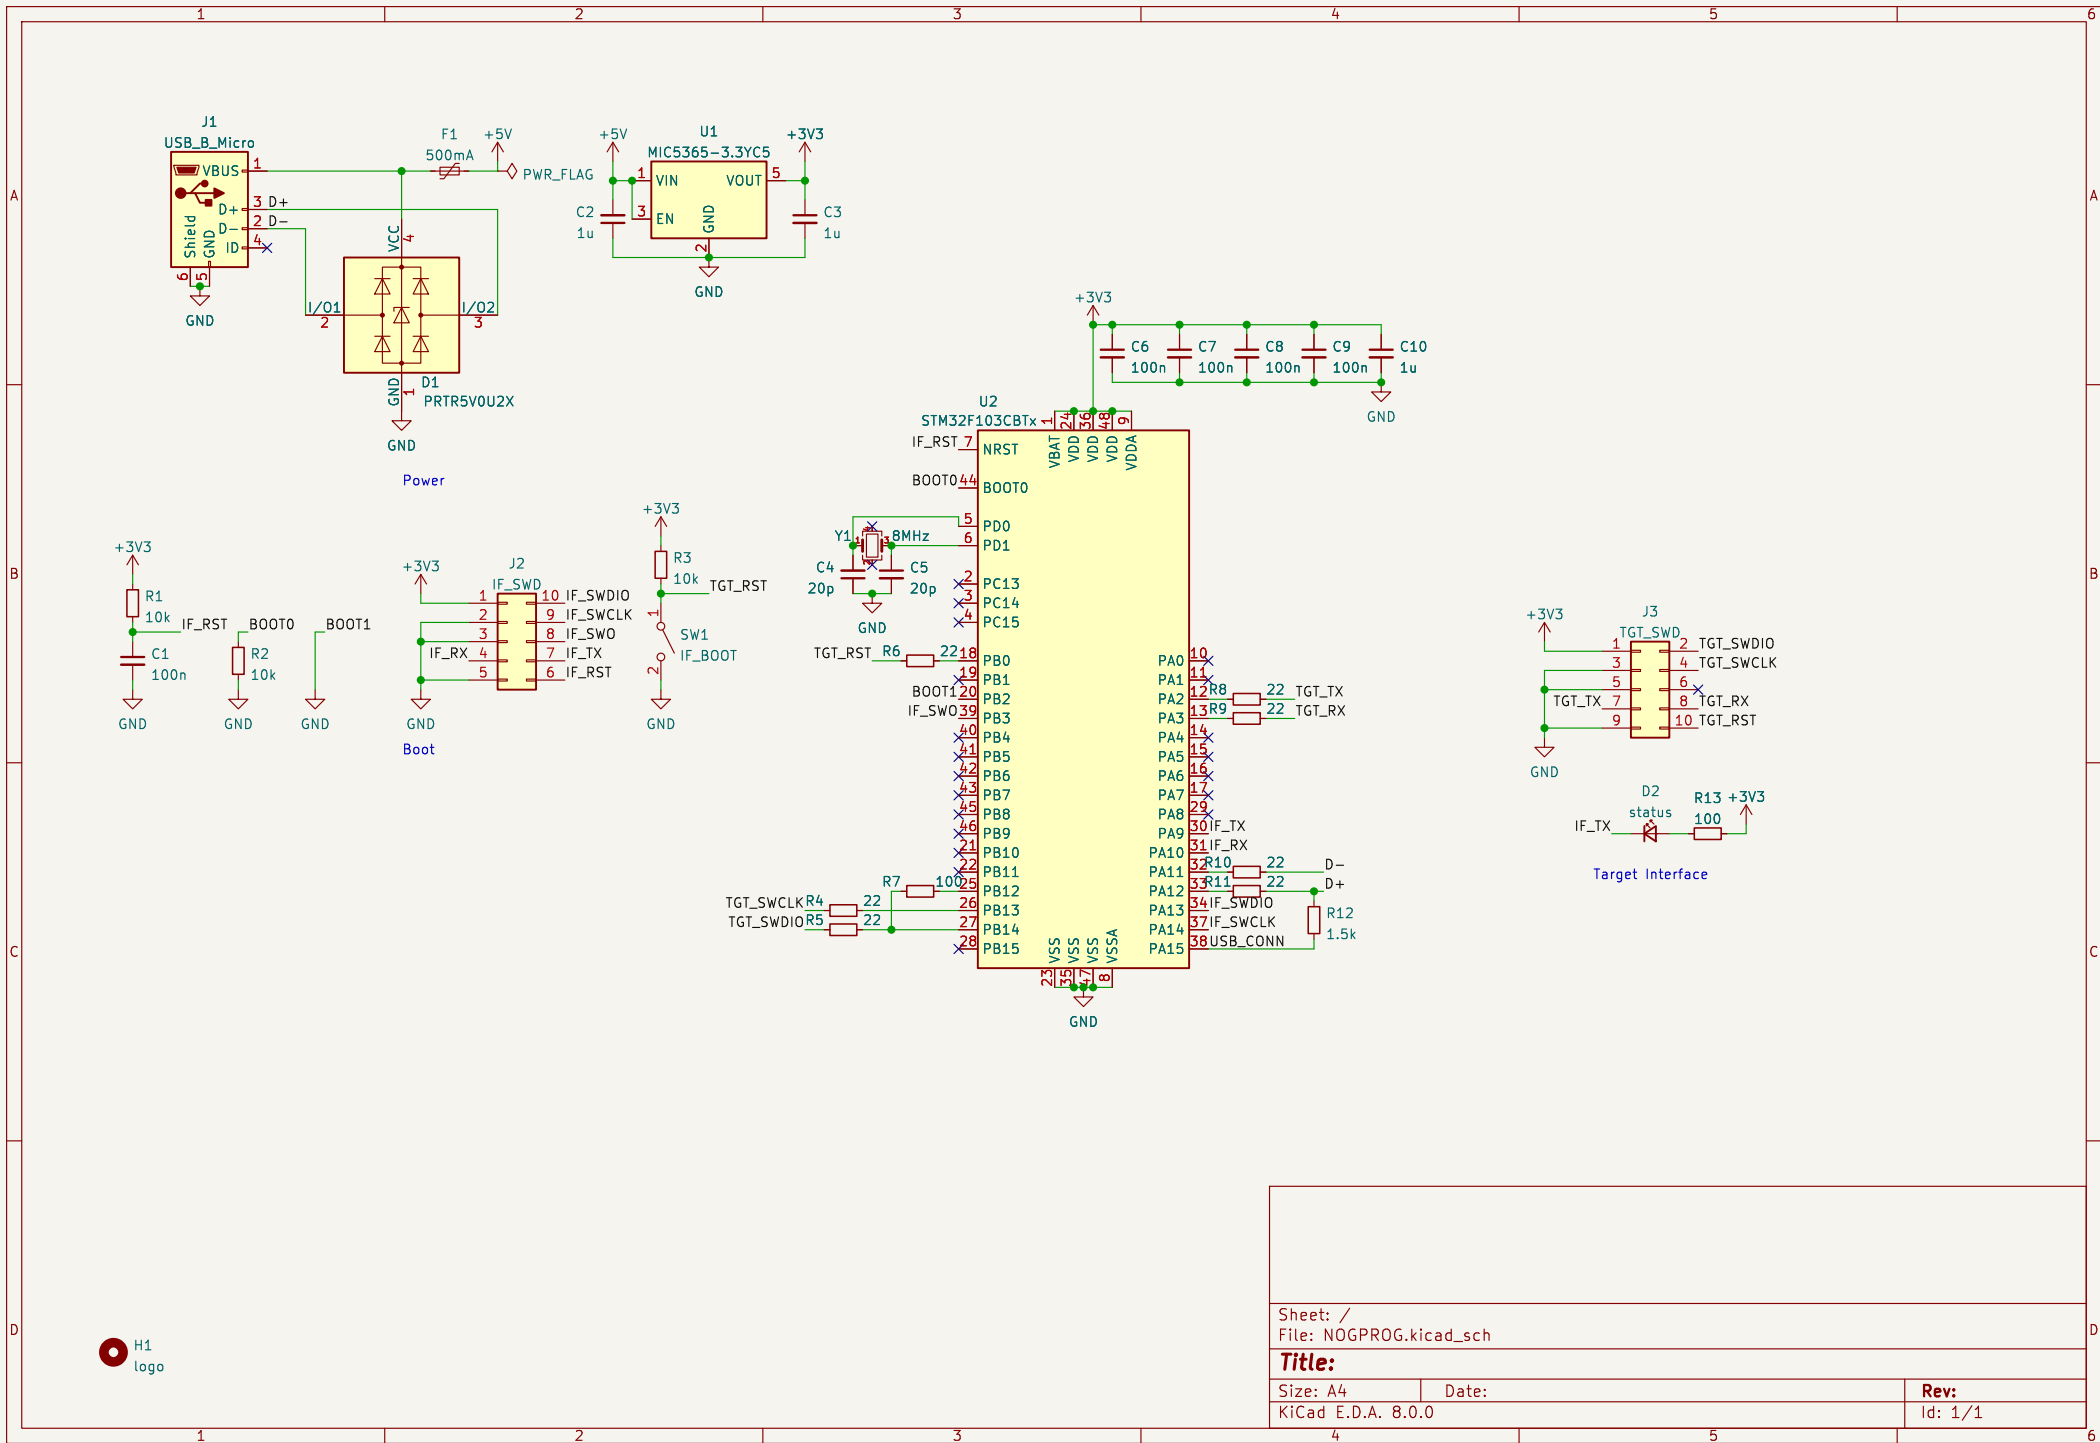 1 2 3 4 5 6
A
B
C
D
A
B
C
D
1 2 3 4 5 6
J1
USB_B_Micro
VBUS 1
D+ 3 D+
D- 2 D-
ID 4
Shield
GND
6
5
GND
F1
500mA
+5V
PWR_FLAG
VCC
4
I/O1
2
I/O2
3
GND
1
D1
PRTR5V0U2X
GND
Power
+5V
U1
MIC5365-3.3YC5
+3V3
1 VIN
VOUT 5
3 EN
GND
2
C2
1u
C3
1u
GND
+3V3
C6
100n
C7
100n
C8
100n
C9
100n
C10
1u
GND
U2
STM32F103CBTx
1 24 36 48 9
VBAT VDD VDD VDD VDDA
IF_RST 7 NRST
BOOT0 44 BOOT0
5 PD0
6 PD1
2 PC13
3 PC14
4 PC15
TGT_RST R6 22 18 PB0
19 PB1
BOOT1 20 PB2
IF_SWO 39 PB3
40 PB4
41 PB5
42 PB6
43 PB7
45 PB8
46 PB9
21 PB10
22 PB11
R7 100 25 PB12
TGT_SWCLK R4 22 26 PB13
TGT_SWDIO R5 22 27 PB14
28 PB15
PA0 10
PA1 11
PA2 12 R8 22 TGT_TX
PA3 13 R9 22 TGT_RX
PA4 14
PA5 15
PA6 16
PA7 17
PA8 29
PA9 30 IF_TX
PA10 31 IF_RX
PA11 32 R10 22 D-
PA12 33 R11 22 D+
PA13 34 IF_SWDIO
PA14 37 IF_SWCLK
PA15 38 USB_CONN
R12
1.5k
VSS VSS VSS VSSA
23 35 47 8
GND
Y1 8MHz
1 3
C4
20p
C5
20p
GND
+3V3
R1
10k
IF_RST
C1
100n
GND
BOOT0
R2
10k
GND
BOOT1
GND
+3V3
J2
IF_SWD
1 10 IF_SWDIO
2 9 IF_SWCLK
3 8 IF_SWO
IF_RX 4 7 IF_TX
5 6 IF_RST
GND
Boot
+3V3
R3
10k
TGT_RST
1
SW1
IF_BOOT
2
GND
+3V3
J3
TGT_SWD
1 2 TGT_SWDIO
3 4 TGT_SWCLK
5 6
TGT_TX 7 8 TGT_RX
9 10 TGT_RST
GND
D2
status
R13
100
+3V3
IF_TX
Target Interface
H1
logo
Sheet: /
File: NOGPROG.kicad_sch
Title:
Size: A4
Date:
Rev:
KiCad E.D.A. 8.0.0
Id: 1/1